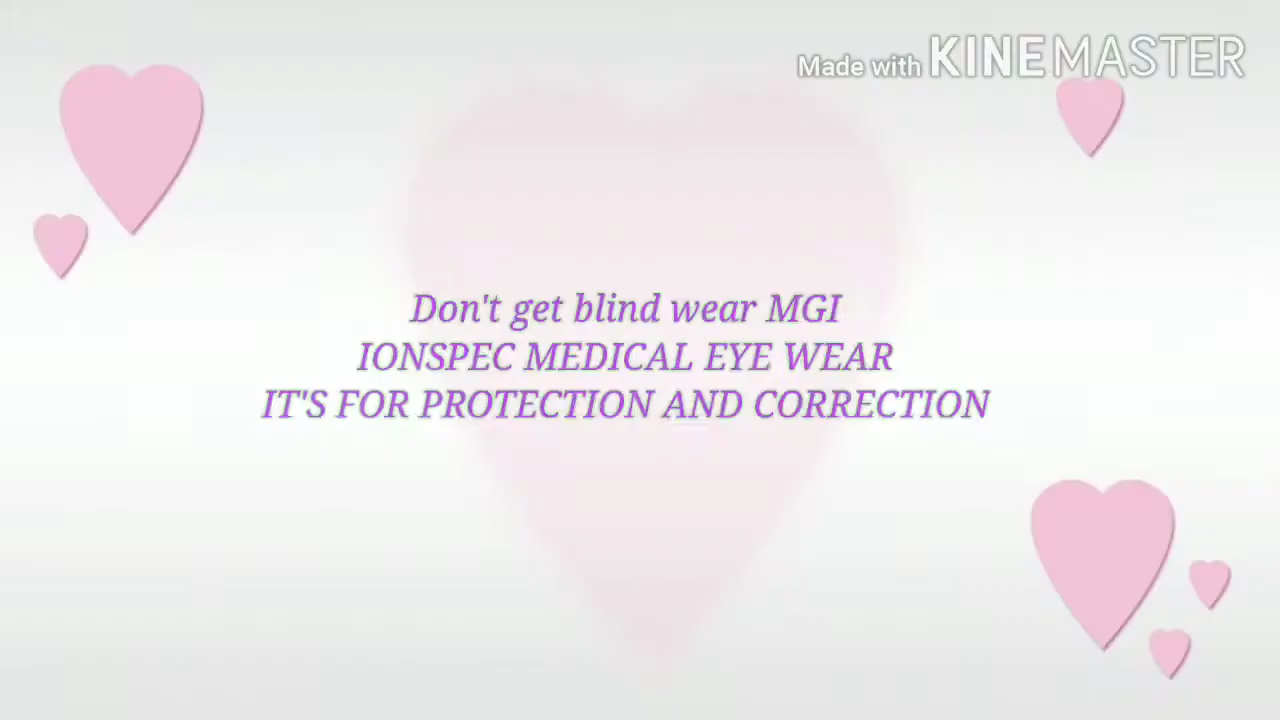 Made with KINEMASTER
Don't get blind wear MGI
IONSPEC MEDICAL EYE WEAR
IT'S FOR PROTECTION AND CORRECTION